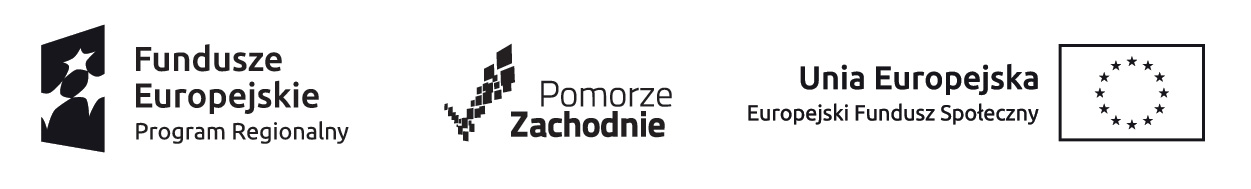 Fundusze
Europejskie
Program Regionalny
Pomorze
Zachodnie
Unia Europejska
Europejski Fundusz Społeczny